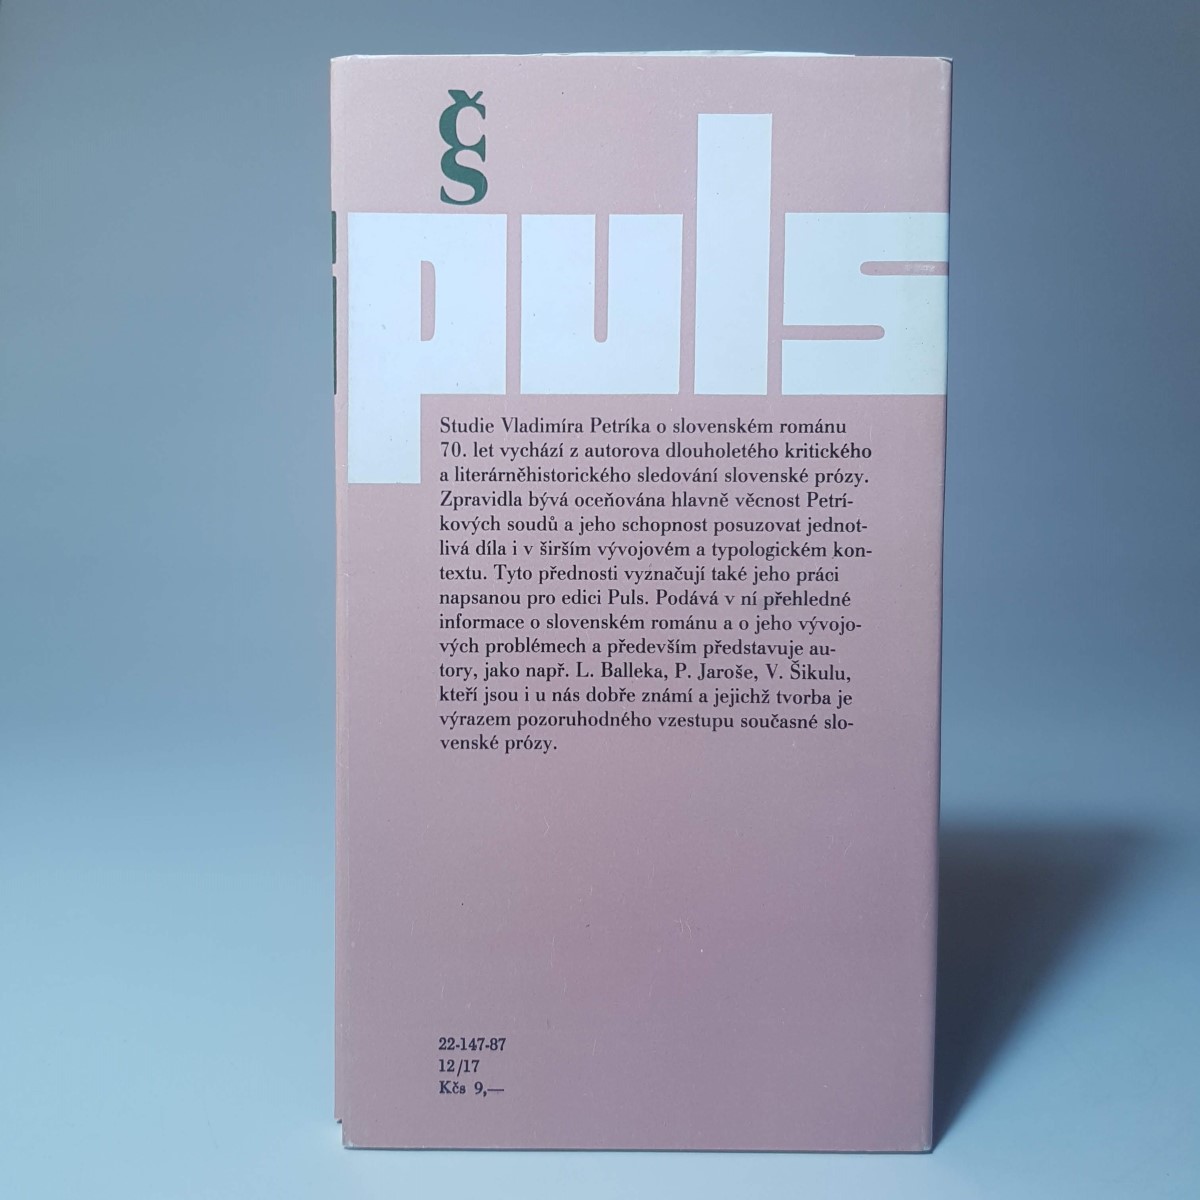 ČS
puls
Studie Vladimíra Petríka o slovenském románu
70. let vychází z autorova dlouholetého kritického
a literárněhistorického sledování slovenské prózy.
Zpravidla bývá oceňována hlavně věcnost Petrí-
kových soudů a jeho schopnost posuzovat jednot-
livá díla i v širším vývojovém a typologickém kon-
textu. Tyto přednosti vyznačují také jeho práci
napsanou pro edici Puls. Podává v ní přehledné
informace o slovenském románu a o jeho vývojo-
vých problémech a především představuje au-
tory, jako např. L. Balleka, P. Jaroše, V. Šikulu,
kteří jsou i u nás dobře známí a jejichž tvorba je
výrazem pozoruhodného vzestupu současné slo-
venské prózy.
22-147-87
12/17
Kčs 9,—